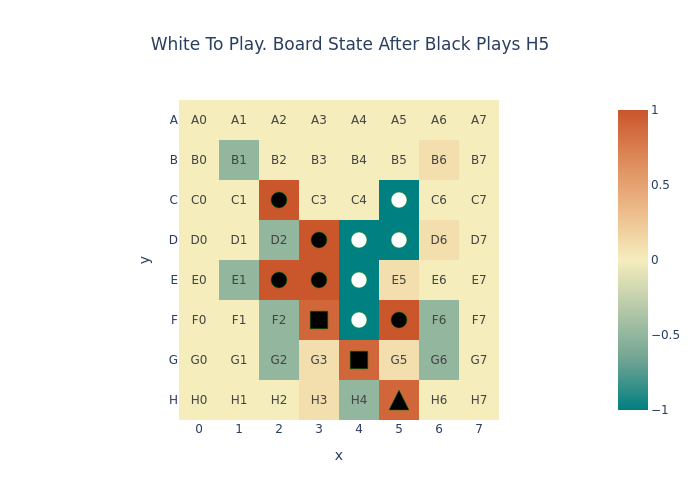 White To Play. Board State After Black Plays H5
A A0 A1 A2 A3 A4 A5 A6 A7
B B0 B1 B2 B3 B4 B5 B6 B7
C C0 C1 C3 C4 C6 C7
D D0 D1 D2 D6 D7
E E0 E1 E5 E6 E7
F F0 F1 F2 F6 F7
G G0 G1 G2 G3 G5 G6 G7
H H0 H1 H2 H3 H4 H6 H7
0 1 2 3 4 5 6 7
x
y
1
0.5
0
−0.5
−1